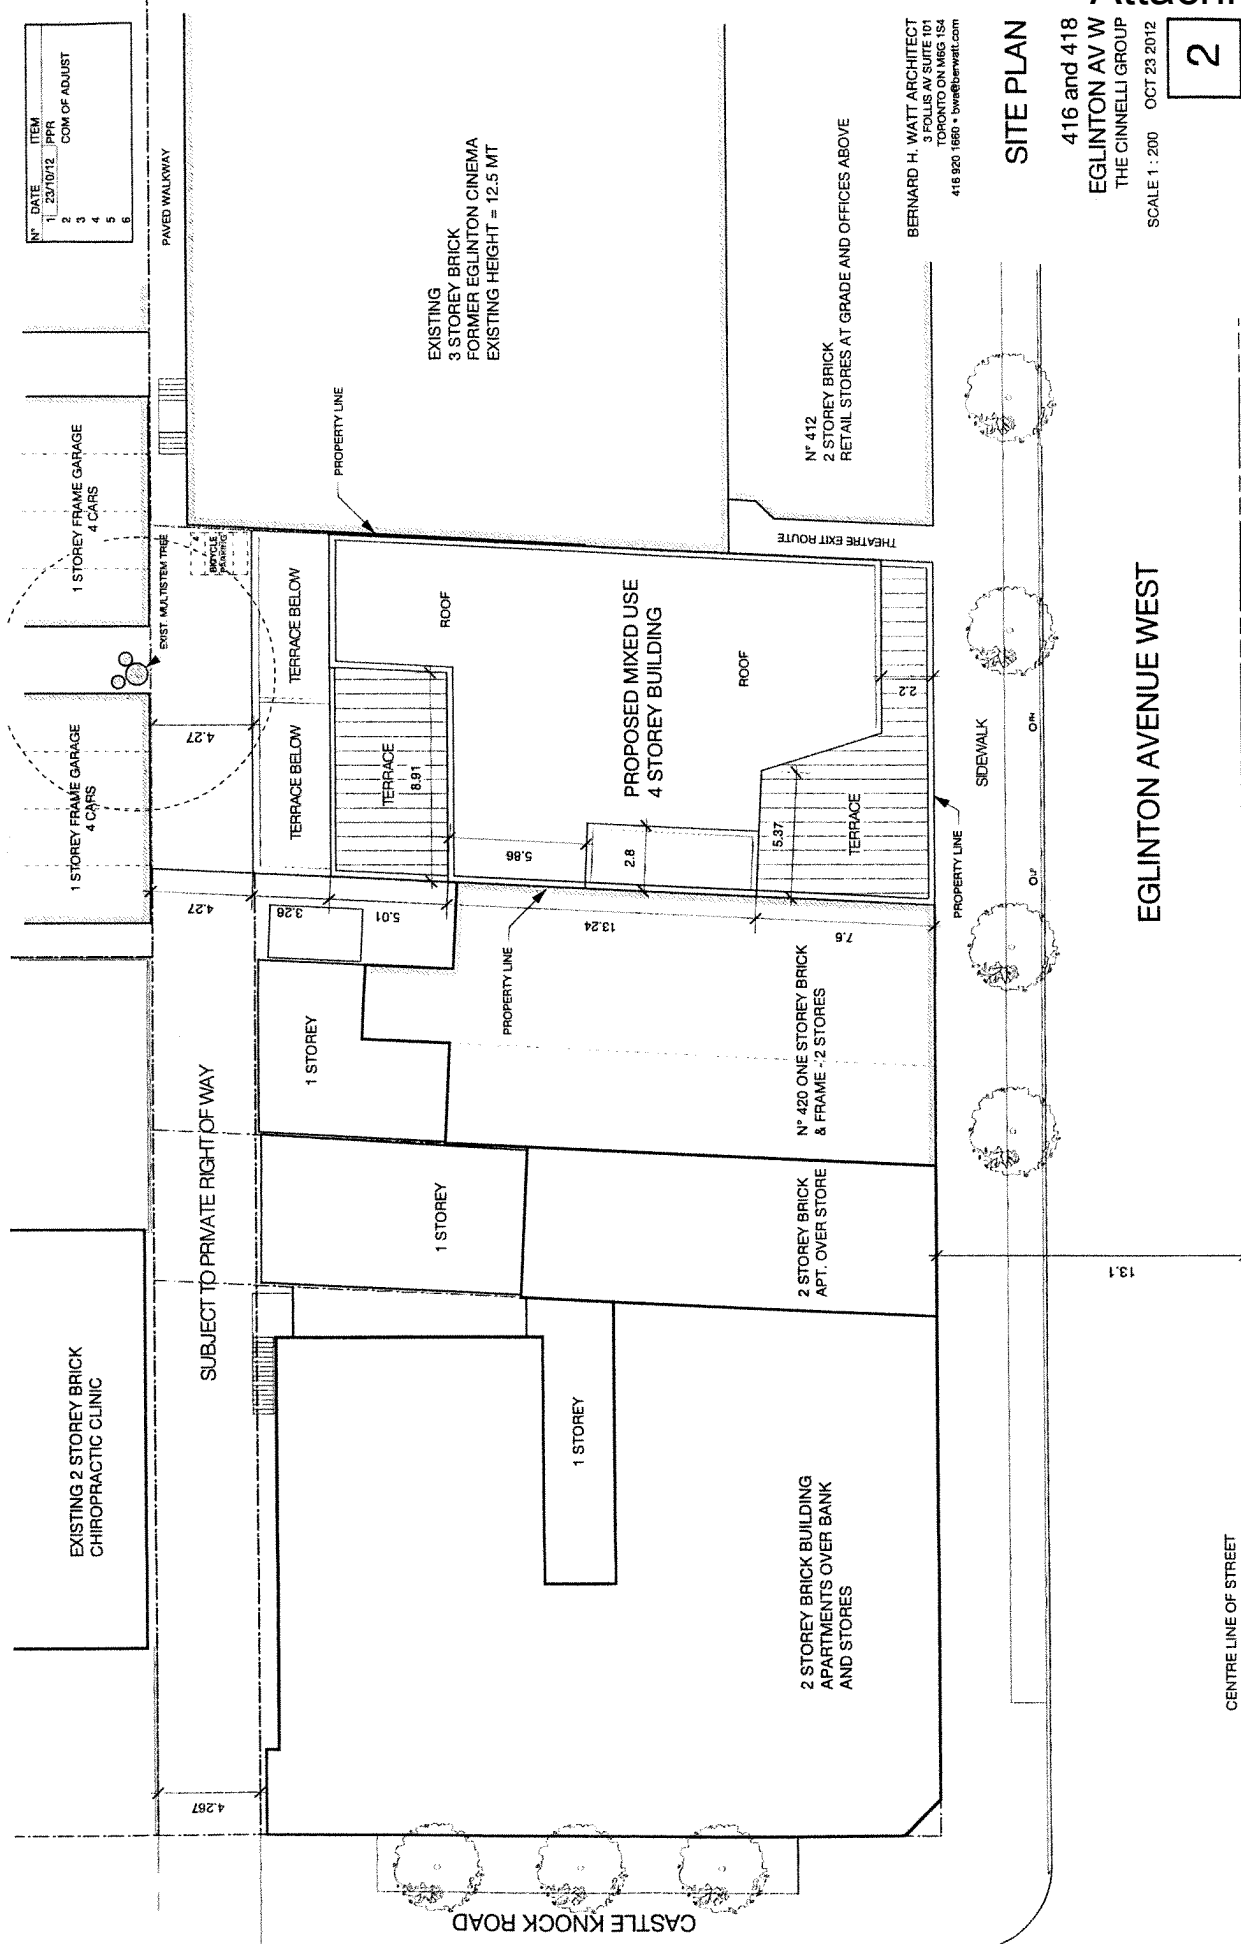 Attachm
N° DATE ITEM
1 23/10/12 PPR
2 COM OF ADJUST
3
4
5
6
PAVED WALKWAY
1 STOREY FRAME GARAGE
4 CARS
1 STOREY FRAME GARAGE
4 CARS
EXIST. MULTISTEM TREE
4
BICYCLE
PARKING
EXISTING 2 STOREY BRICK
CHIROPRACTIC CLINIC
SUBJECT TO PRIVATE RIGHT OF WAY
4.267
4.27
4.27
TERRACE BELOW
TERRACE BELOW
3.26
5.01
TERRACE
8.91
ROOF
PROPERTY LINE
EXISTING
3 STOREY BRICK
FORMER EGLINTON CINEMA
EXISTING HEIGHT = 12.5 MT
1 STOREY
1 STOREY
1 STOREY
PROPERTY LINE
13.24
5.86
2.8
PROPOSED MIXED USE
4 STOREY BUILDING
ROOF
5.37
TERRACE
7.6
2.2
THEATRE EXIT ROUTE
N° 412
2 STOREY BRICK
RETAIL STORES AT GRADE AND OFFICES ABOVE
N° 420 ONE STOREY BRICK
& FRAME - 2 STORES
2 STOREY BRICK
APT. OVER STORE
2 STOREY BRICK BUILDING
APARTMENTS OVER BANK
AND STORES
CASTLE KNOCK ROAD
PROPERTY LINE
SIDEWALK
13.1
EGLINTON AVENUE WEST
CENTRE LINE OF STREET
BERNARD H. WATT ARCHITECT
3 FOLLIS AV SUITE 101
TORONTO ON M6G 1S4
416 920 1660 • bwa@berwatt.com
SITE PLAN
416 and 418
EGLINTON AV W
THE CINNELLI GROUP
SCALE 1 : 200 OCT 23 2012
2